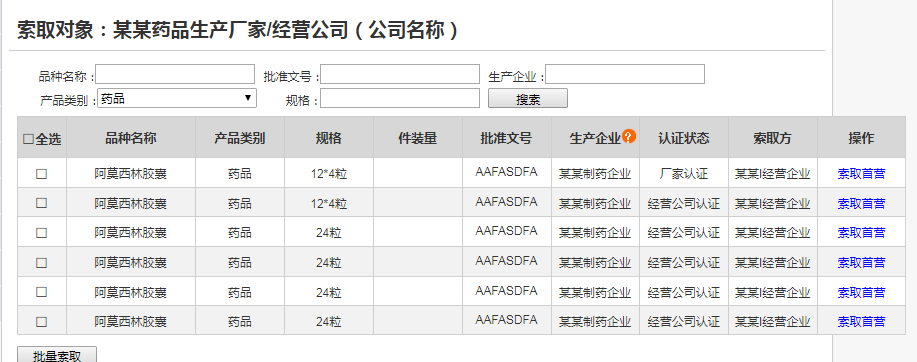 索取对象：某某药品生产厂家/经营公司（公司名称）
品种名称： 批准文号： 生产企业：
产品类别： 药品 规格： 搜索
全选 品种名称 产品类别 规格 件装量 批准文号 生产企业? 认证状态 索取方 操作
阿莫西林胶囊 药品 12*4粒 AAFASDFA 某某制药企业 厂家认证 某某I经营企业 索取首营
阿莫西林胶囊 药品 12*4粒 AAFASDFA 某某制药企业 经营公司认证 某某I经营企业 索取首营
阿莫西林胶囊 药品 24粒 AAFASDFA 某某制药企业 经营公司认证 某某I经营企业 索取首营
阿莫西林胶囊 药品 24粒 AAFASDFA 某某制药企业 经营公司认证 某某I经营企业 索取首营
阿莫西林胶囊 药品 24粒 AAFASDFA 某某制药企业 经营公司认证 某某I经营企业 索取首营
阿莫西林胶囊 药品 24粒 AAFASDFA 某某制药企业 经营公司认证 某某I经营企业 索取首营
批量索取